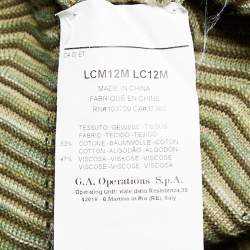 LCM12M LC12M
MADE IN CHINA
FABRIQUÉ EN CHINE
TESSUTO-GEWEBE-TISSUE
FABRIC-TECIDO-TEJIDO
COTONE-BAUMWOLLE-COTTON
COTTON-ALGODÃO-ALGODÓN
47% VISCOSA-VISKOSE-VISCOSE
VISCOSE-VISCOSE-VISCOSA
G.A. Operations S.p.A.
Operating Unit: viale della Resistenza,35
42018 - S.Martino in Rio (RE), Italy